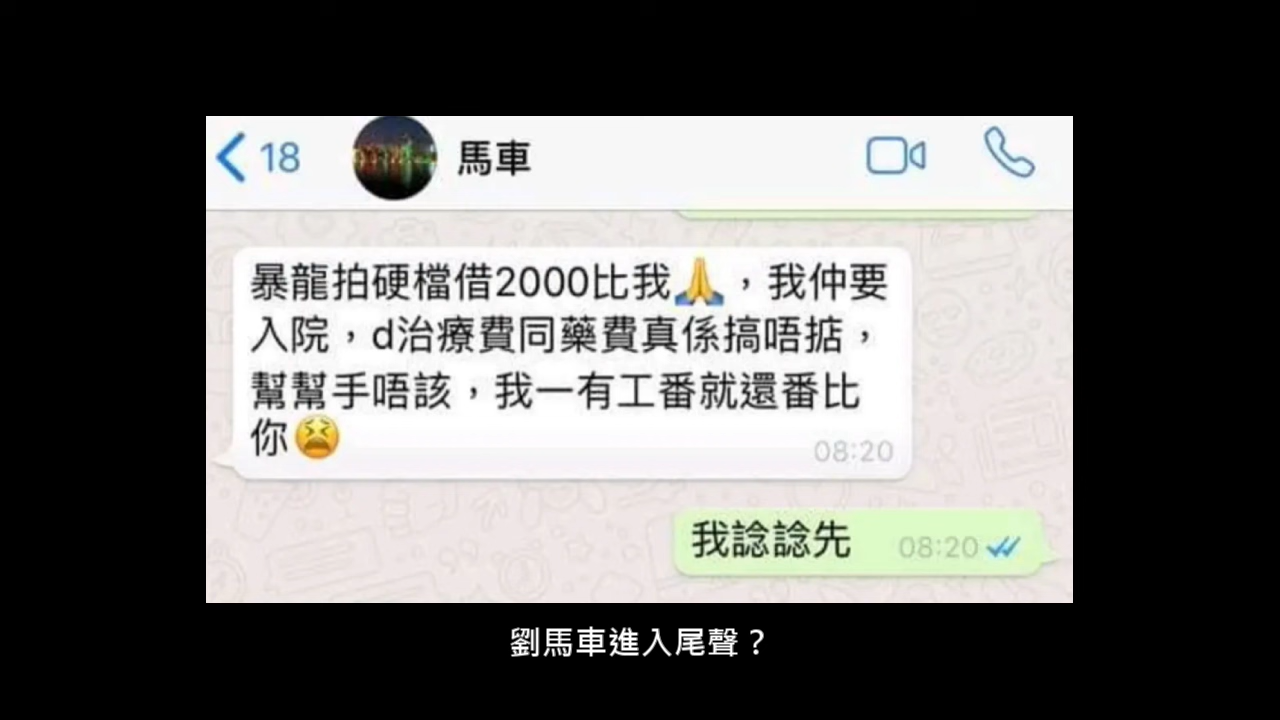 18 馬車
暴龍拍硬檔借2000比我🙏，我仲要
入院，d治療費同藥費真係搞唔掂，
幫幫手唔該，我一有工番就還番比
你😫
08:20
我諗諗先 08:20
劉馬車進入尾聲？